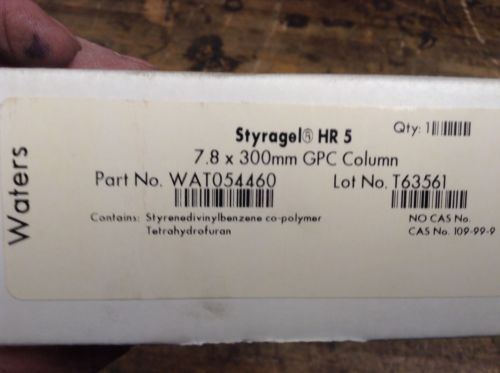 Waters
Styragel® HR 5
Qty: 1
7.8 x 300mm GPC Column
Part No. WAT054460
Lot No. T63561
Contains: Styrenedivinylbenzene co-polymer
NO CAS No.
Tetrahydrofuran
CAS No. 109-99-9